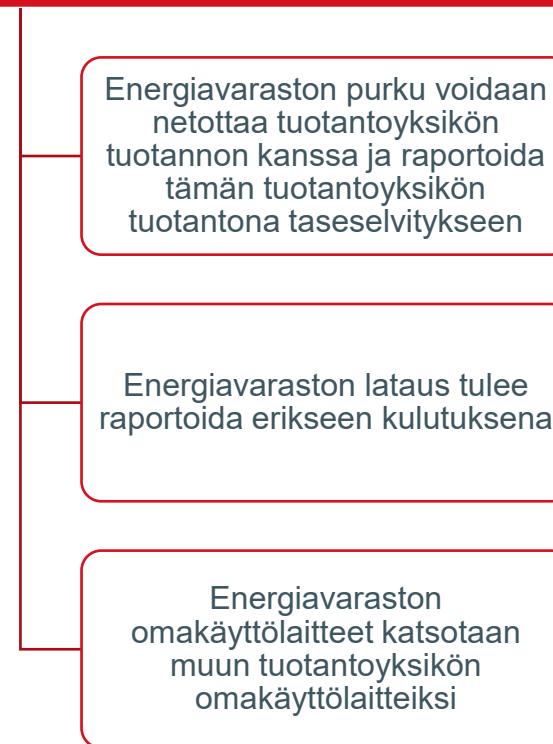 Energiavaraston purku voidaan
netottaa tuotantoyksikön
tuotannon kanssa ja raportoida
tämän tuotantoyksikön
tuotantona taseselvitykseen
Energiavaraston lataus tulee
raportoida erikseen kulutuksena
Energiavaraston
omakäyttölaitteet katsotaan
muun tuotantoyksikön
omakäyttölaitteiksi